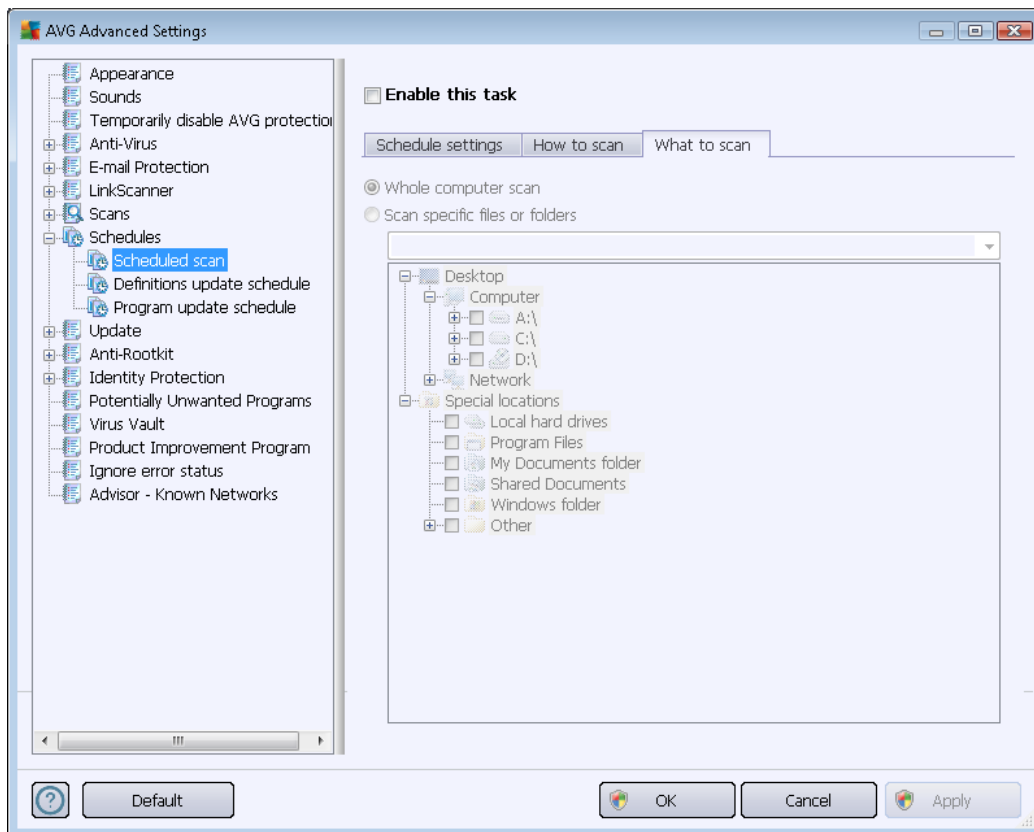 AVG Advanced Settings
Appearance
Sounds
Temporarily disable AVG protection
Anti-Virus
E-mail Protection
LinkScanner
Scans
Schedules
Scheduled scan
Definitions update schedule
Program update schedule
Update
Anti-Rootkit
Identity Protection
Potentially Unwanted Programs
Virus Vault
Product Improvement Program
Ignore error status
Advisor - Known Networks
Enable this task
Schedule settings
How to scan
What to scan
Whole computer scan
Scan specific files or folders
Desktop
Computer
A:\
C:\
D:\
Network
Special locations
Local hard drives
Program Files
My Documents folder
Shared Documents
Windows folder
Other
?
Default
OK
Cancel
Apply